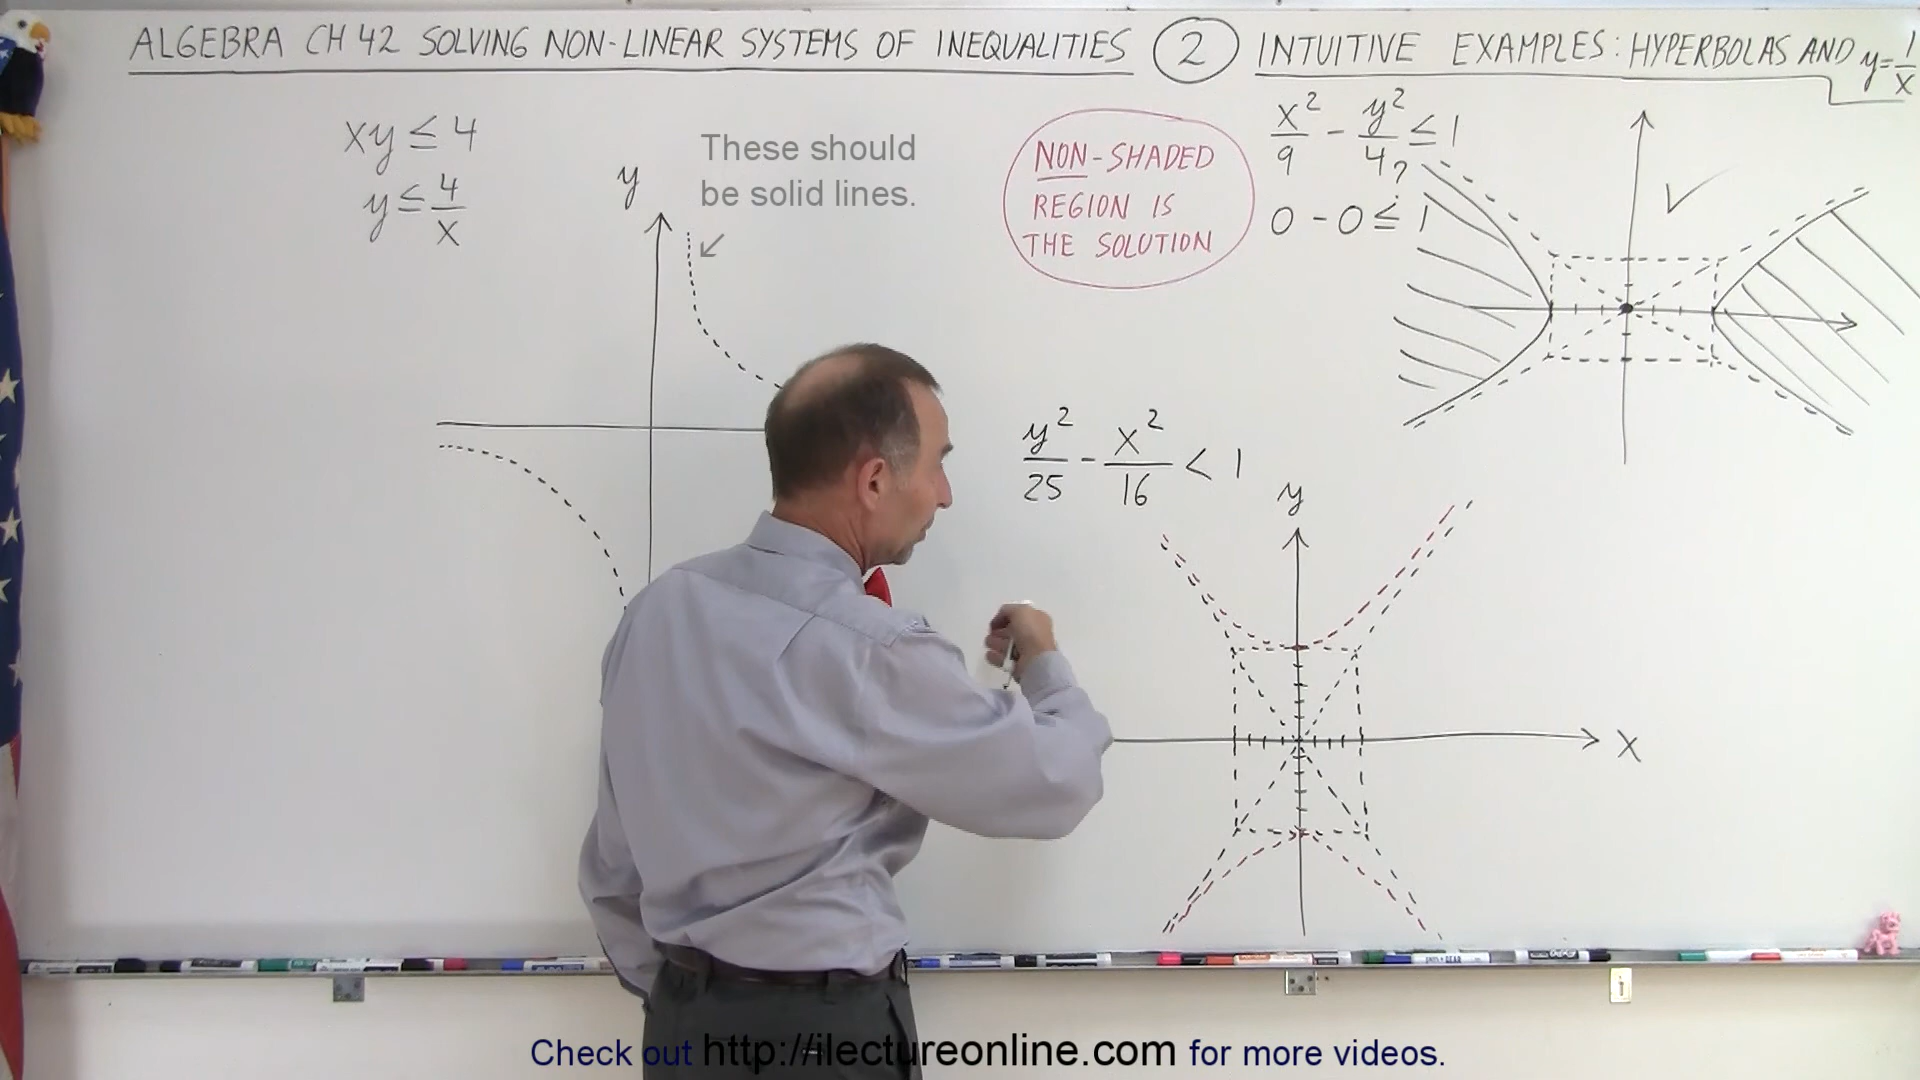 ALGEBRA CH 42 SOLVING NON-LINEAR SYSTEMS OF INEQUALITIES 2 INTUITIVE EXAMPLES: HYPERBOLAS AND y=1/x
xy ≤ 4
y ≤ 4/x
y
These should
be solid lines.
NON-SHADED
REGION IS
THE SOLUTION
x²/9 - y²/4 ≤ 1
?
0 - 0 ≤ 1
✓
y²/25 - x²/16 < 1
y
x
Check out http://ilectureonline.com for more videos.